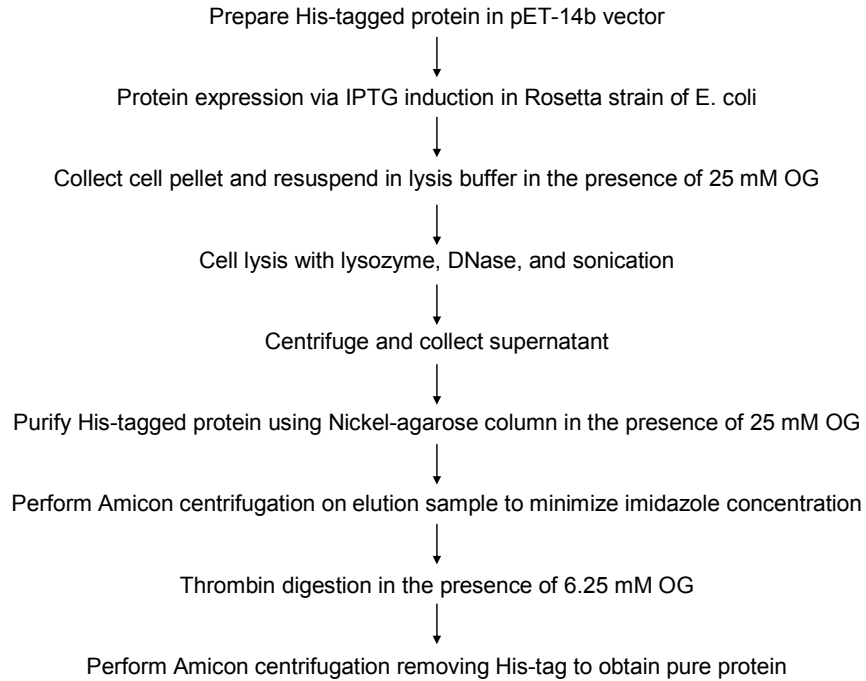 Prepare His-tagged protein in pET-14b vector
Protein expression via IPTG induction in Rosetta strain of E. coli
Collect cell pellet and resuspend in lysis buffer in the presence of 25 mM OG
Cell lysis with lysozyme, DNase, and sonication
Centrifuge and collect supernatant
Purify His-tagged protein using Nickel-agarose column in the presence of 25 mM OG
Perform Amicon centrifugation on elution sample to minimize imidazole concentration
Thrombin digestion in the presence of 6.25 mM OG
Perform Amicon centrifugation removing His-tag to obtain pure protein